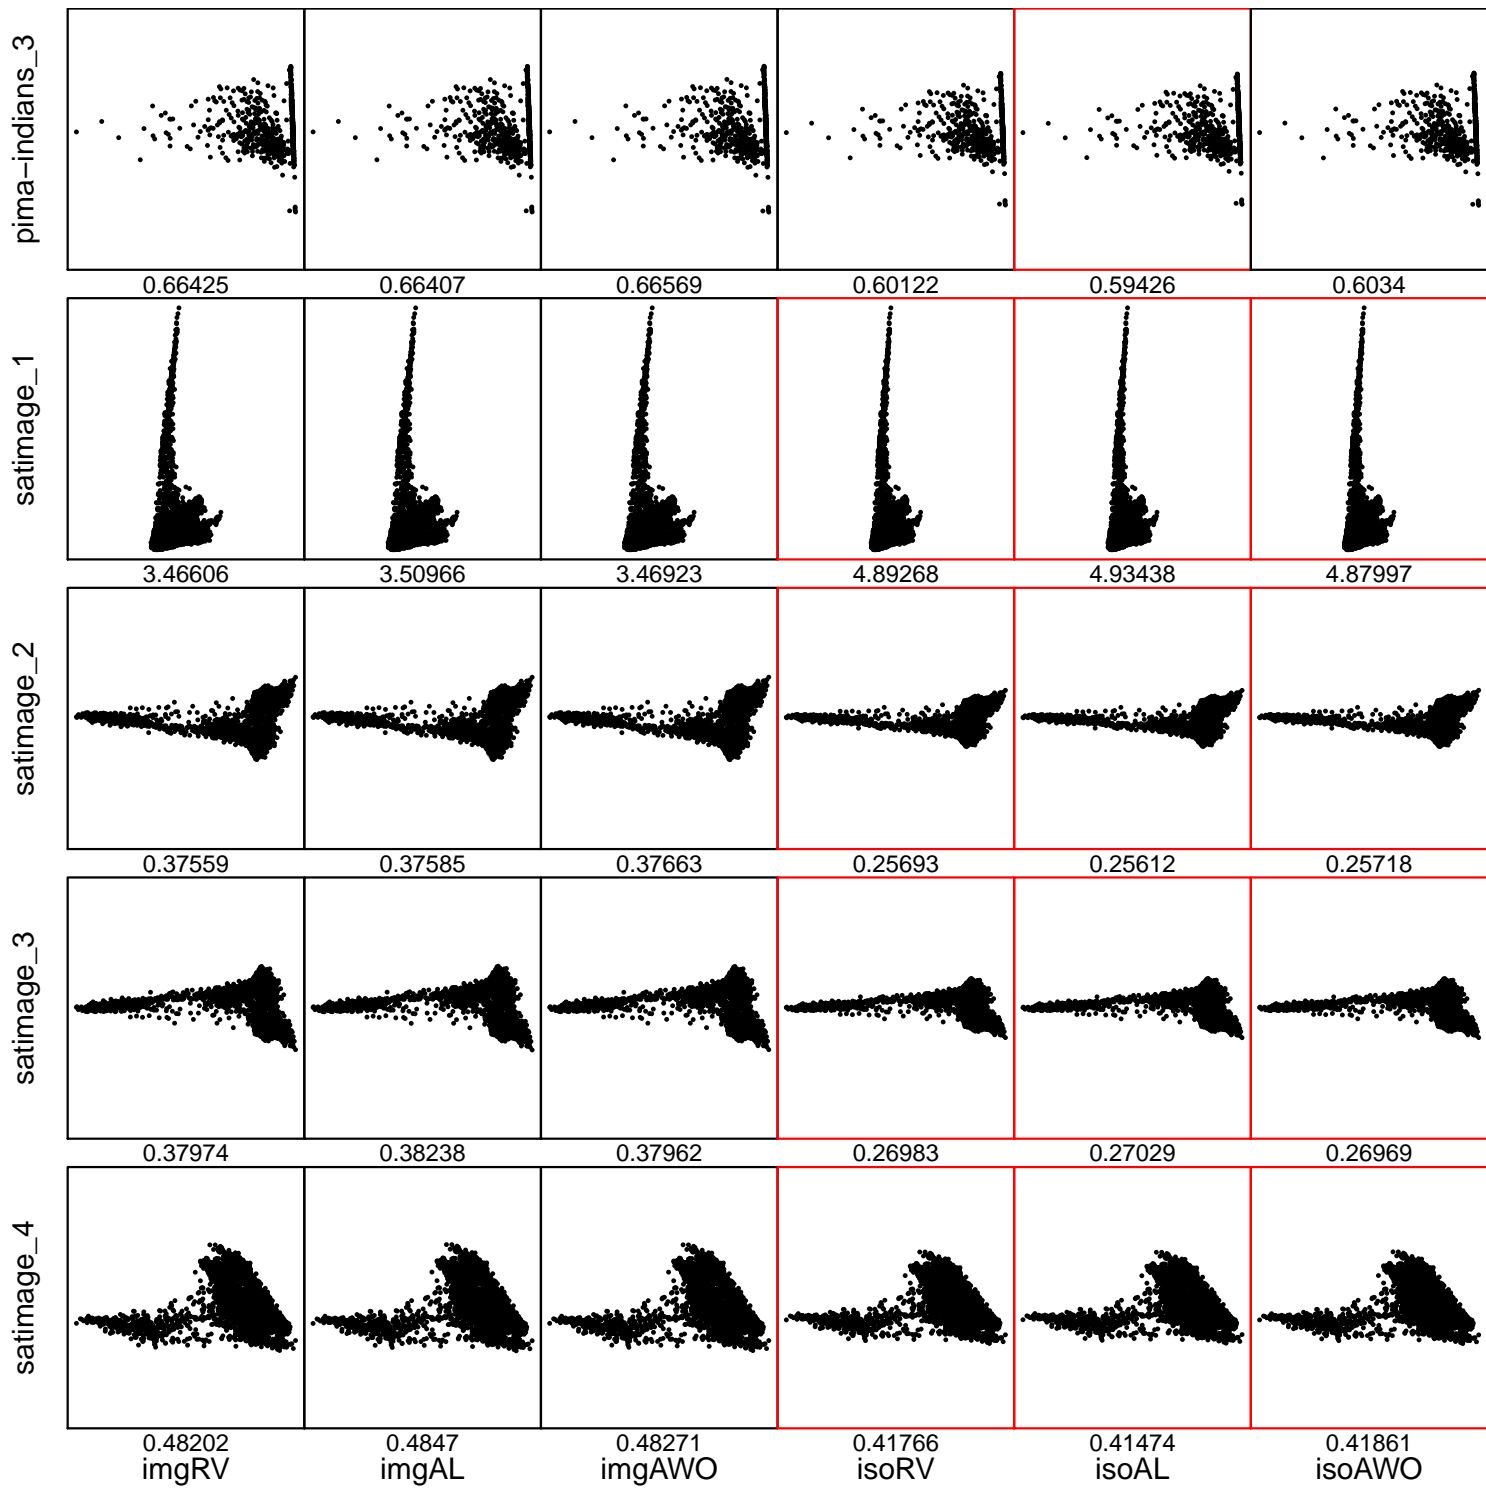 pima−indians_3
0.66425 0.66407 0.66569 0.60122 0.59426 0.6034
satimage_1
3.46606 3.50966 3.46923 4.89268 4.93438 4.87997
satimage_2
0.37559 0.37585 0.37663 0.25693 0.25612 0.25718
satimage_3
0.37974 0.38238 0.37962 0.26983 0.27029 0.26969
satimage_4
0.48202 0.4847 0.48271 0.41766 0.41474 0.41861
imgRV imgAL imgAWO isoRV isoAL isoAWO